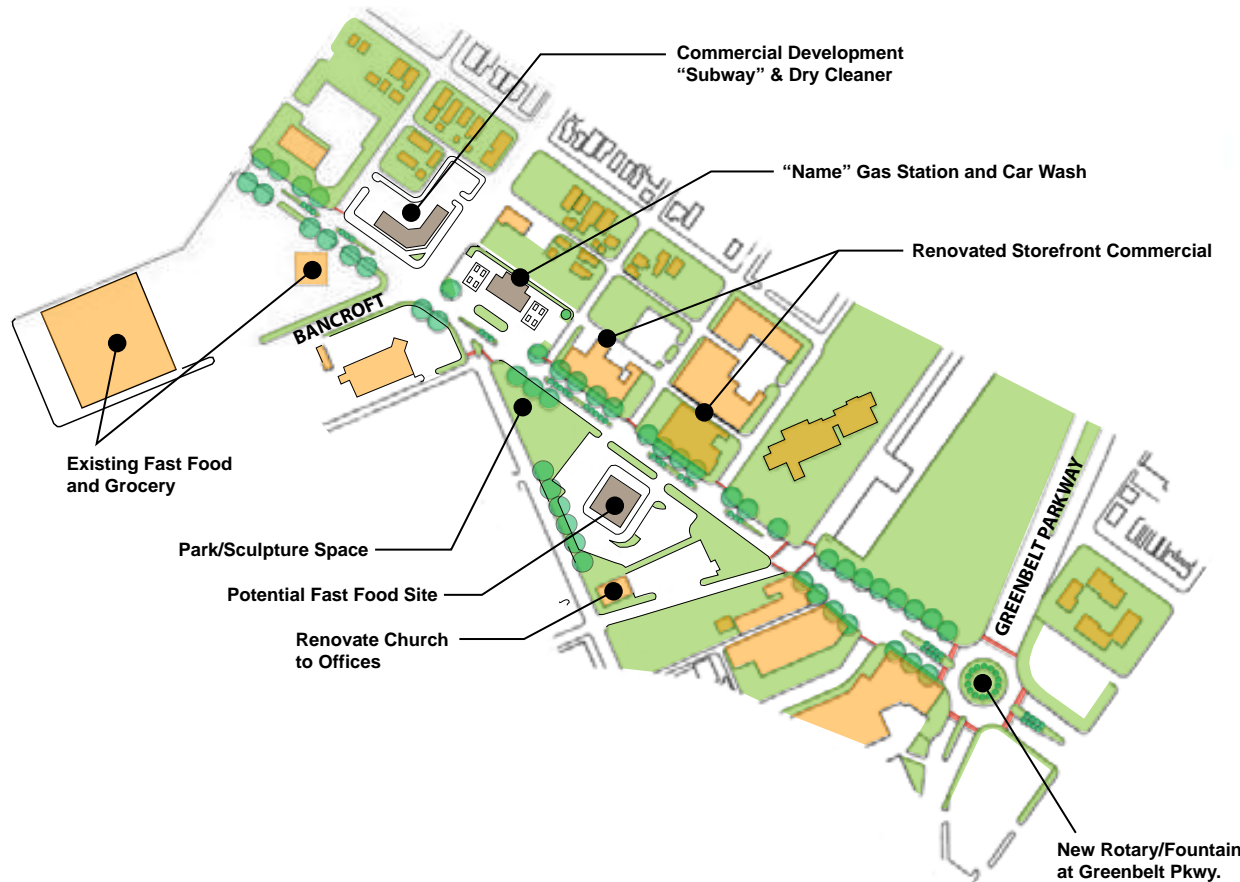 Commercial Development
“Subway” & Dry Cleaner
“Name” Gas Station and Car Wash
Renovated Storefront Commercial
BANCROFT
Existing Fast Food
and Grocery
GREENBELT PARKWAY
Park/Sculpture Space
Potential Fast Food Site
Renovate Church
to Offices
New Rotary/Fountain
at Greenbelt Pkwy.